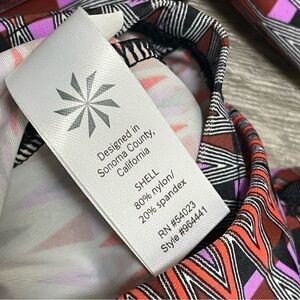 Designed in
Sonoma County,
California
SHELL
80% nylon/
20% spandex
RN #54023
Style #964441